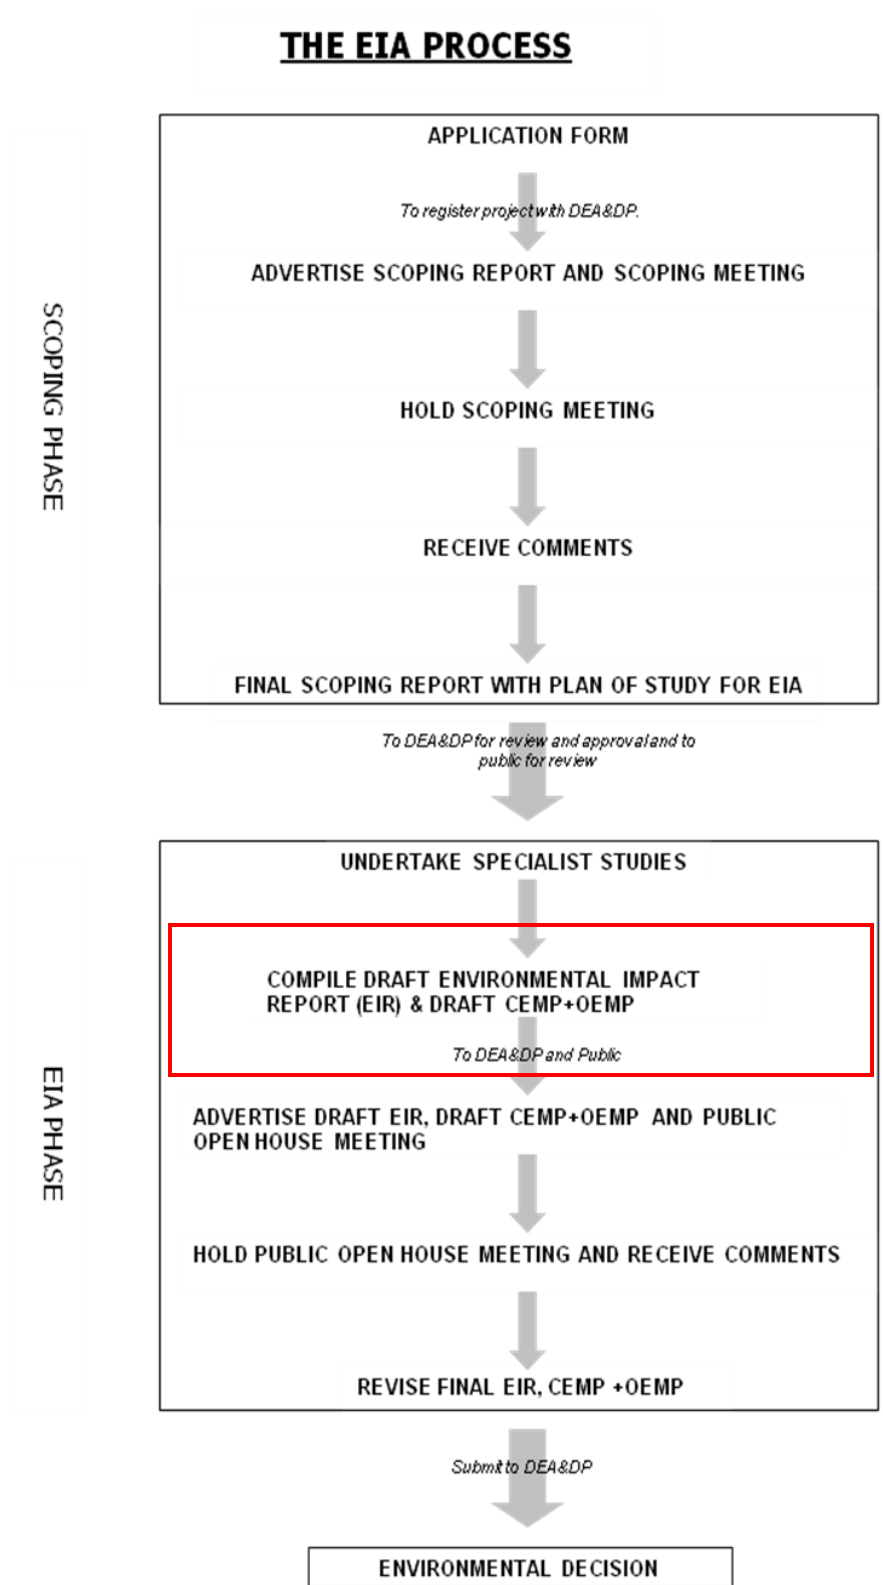 THE EIA PROCESS
SCOPING PHASE
APPLICATION FORM
To register project with DEA&DP.
ADVERTISE SCOPING REPORT AND SCOPING MEETING
HOLD SCOPING MEETING
RECEIVE COMMENTS
FINAL SCOPING REPORT WITH PLAN OF STUDY FOR EIA
To DEA&DP for review and approval and to
public for review
EIA PHASE
UNDERTAKE SPECIALIST STUDIES
COMPILE DRAFT ENVIRONMENTAL IMPACT
REPORT (EIR) & DRAFT CEMP+OEMP
To DEA&DP and Public
ADVERTISE DRAFT EIR, DRAFT CEMP+OEMP AND PUBLIC
OPEN HOUSE MEETING
HOLD PUBLIC OPEN HOUSE MEETING AND RECEIVE COMMENTS
REVISE FINAL EIR, CEMP +OEMP
Submit to DEA&DP
ENVIRONMENTAL DECISION